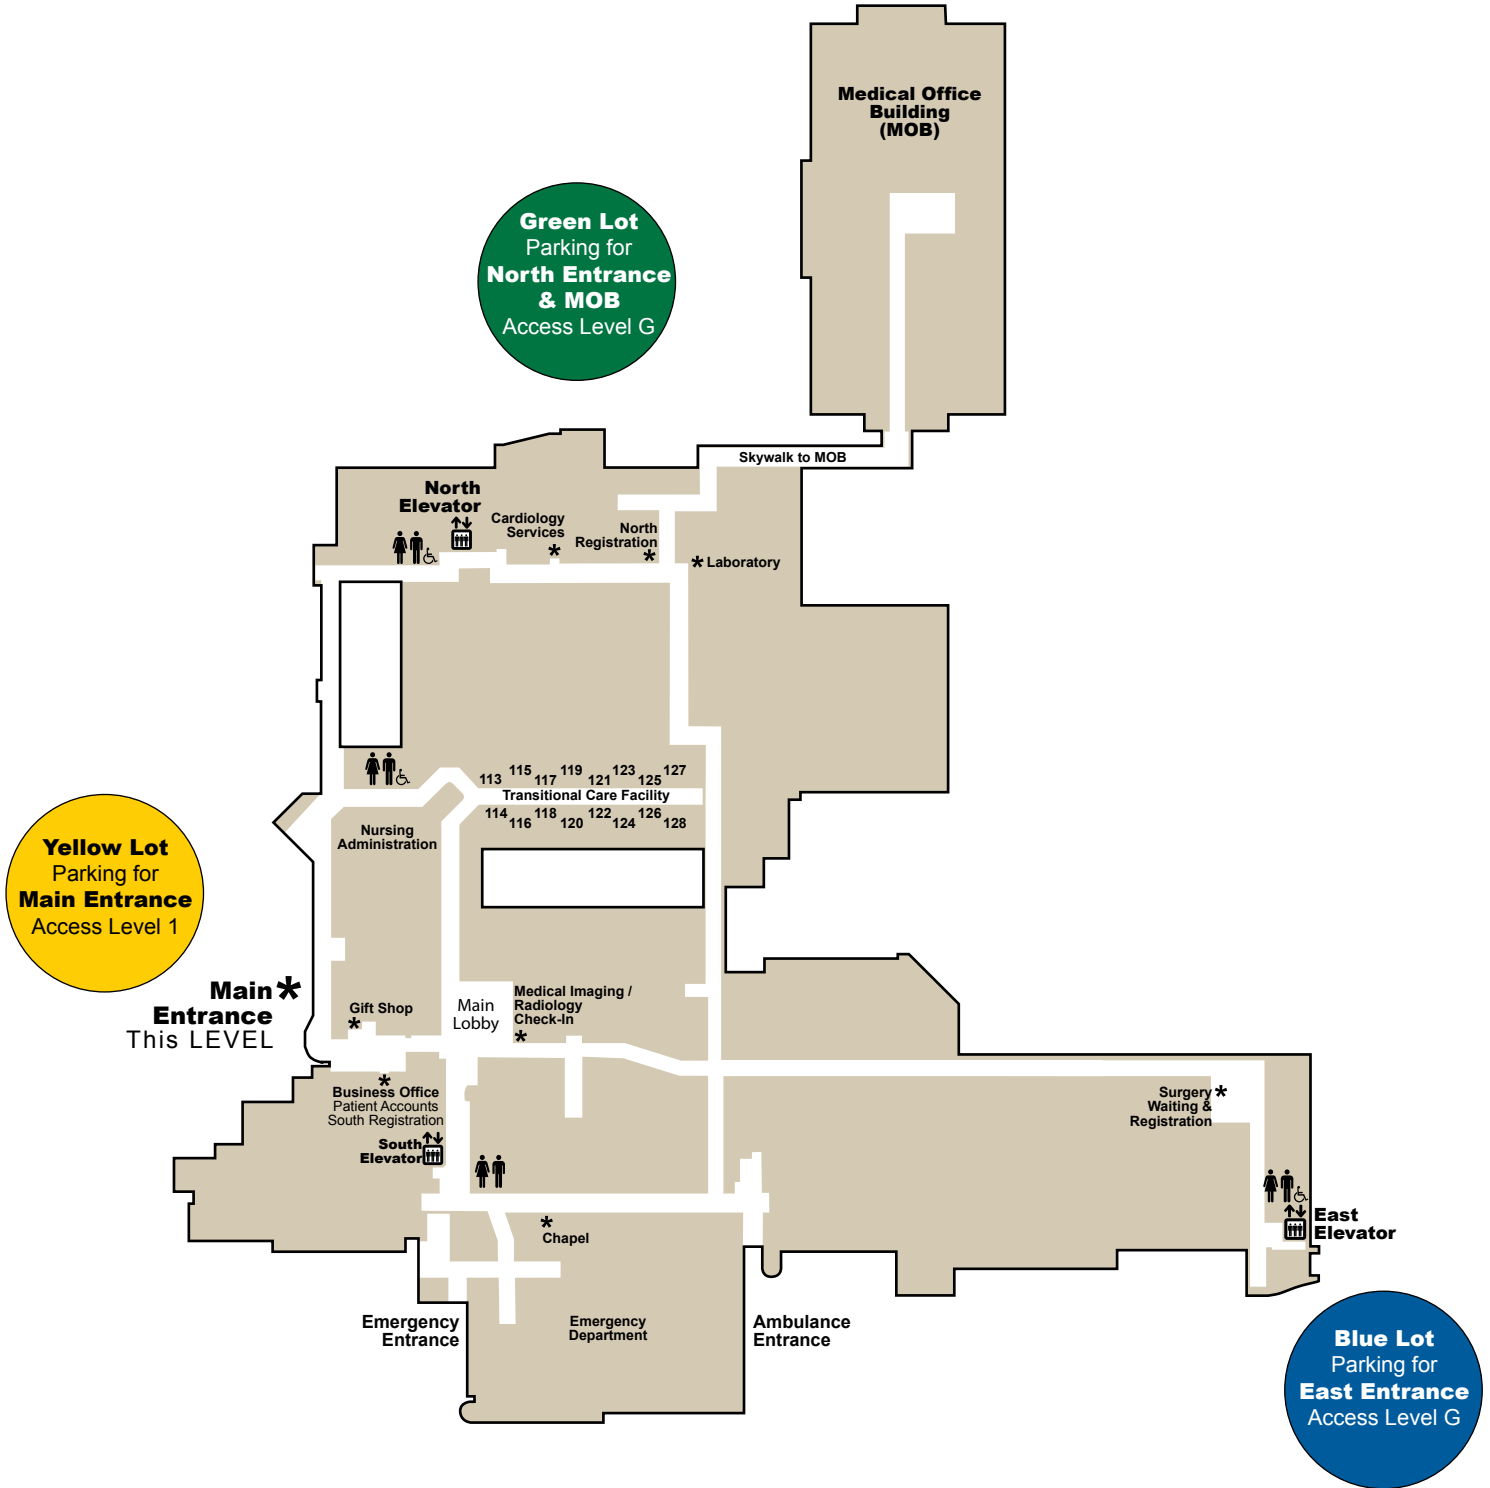 Medical Office
Building
(MOB)
Green Lot
Parking for
North Entrance
& MOB
Access Level G
Skywalk to MOB
North
Elevator
Cardiology
Services
North
Registration
Laboratory
113
115
117
119
121
123
125
127
Transitional Care Facility
114
116
118
120
122
124
126
128
Nursing
Administration
Yellow Lot
Parking for
Main Entrance
Access Level 1
Main
Entrance
This LEVEL
Gift Shop
Main
Lobby
Medical Imaging /
Radiology
Check-In
Business Office
Patient Accounts
South Registration
South
Elevator
Surgery
Waiting &
Registration
East
Elevator
Chapel
Emergency
Entrance
Emergency
Department
Ambulance
Entrance
Blue Lot
Parking for
East Entrance
Access Level G